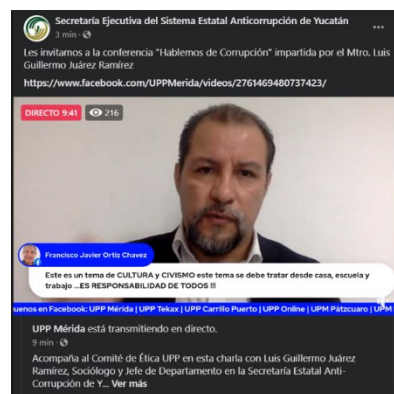 Secretaría Ejecutiva del Sistema Estatal Anticorrupción de Yucatán
3 min ·
Les invitamos a la conferencia "Hablemos de Corrupción" impartida por el Mtro. Luis
Guillermo Juárez Ramírez
https://www.facebook.com/UPPMerida/videos/2761469480737423/
DIRECTO 9:41 216
Francisco Javier Ortiz Chavez
Este es un tema de CULTURA y CIVISMO este tema se debe tratar desde casa, escuela y
trabajo ...ES RESPONSABILIDAD DE TODOS !!!
uenos en Facebook: UPP Mérida | UPP Tekax | UPP Carrillo Puerto | UPP Online | UPM Pátzcuaro | UPM
UPP Mérida está transmitiendo en directo.
9 min ·
Acompaña al Comité de Ética UPP en esta charla con Luis Guillermo Juárez
Ramírez, Sociólogo y Jefe de Departamento en la Secretaría Estatal Anti-
Corrupción de Y... Ver más